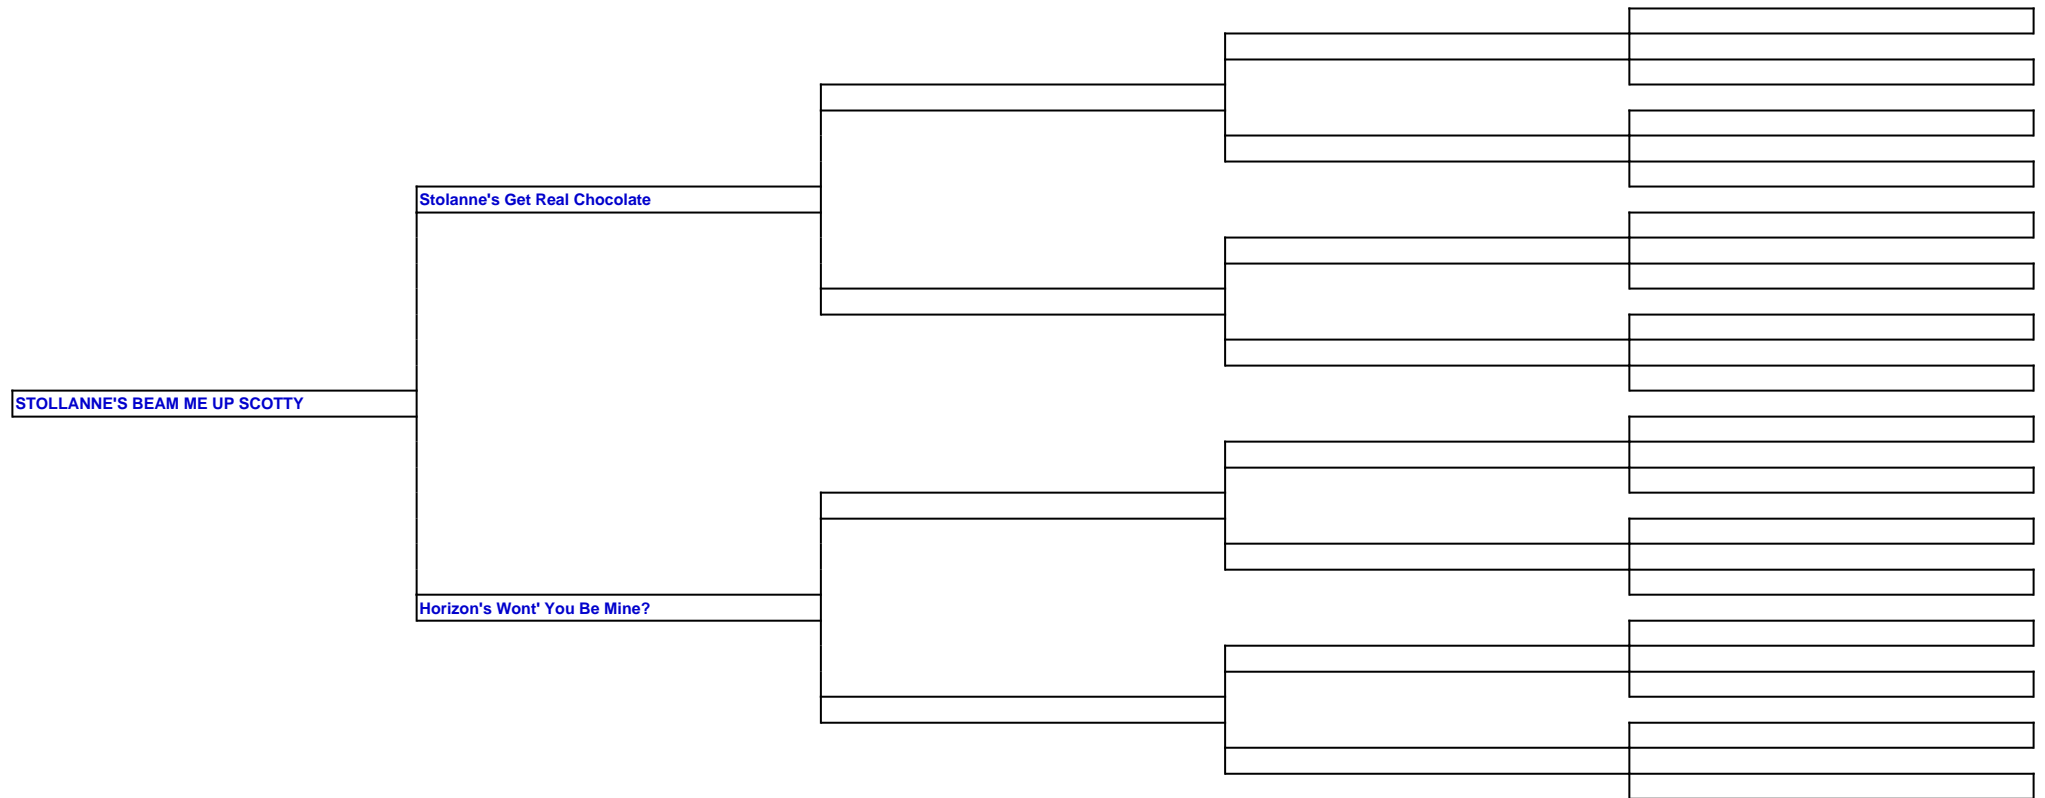 Stolanne's Get Real Chocolate
STOLLANNE'S BEAM ME UP SCOTTY
Horizon's Wont' You Be Mine?